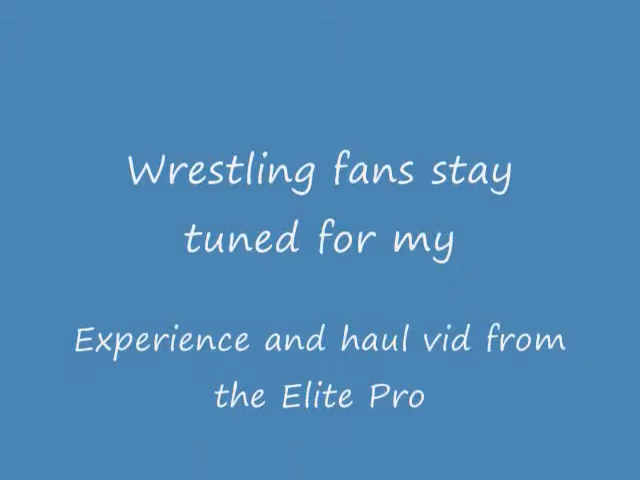 Wrestling fans stay
tuned for my
Experience and haul vid from
the Elite Pro